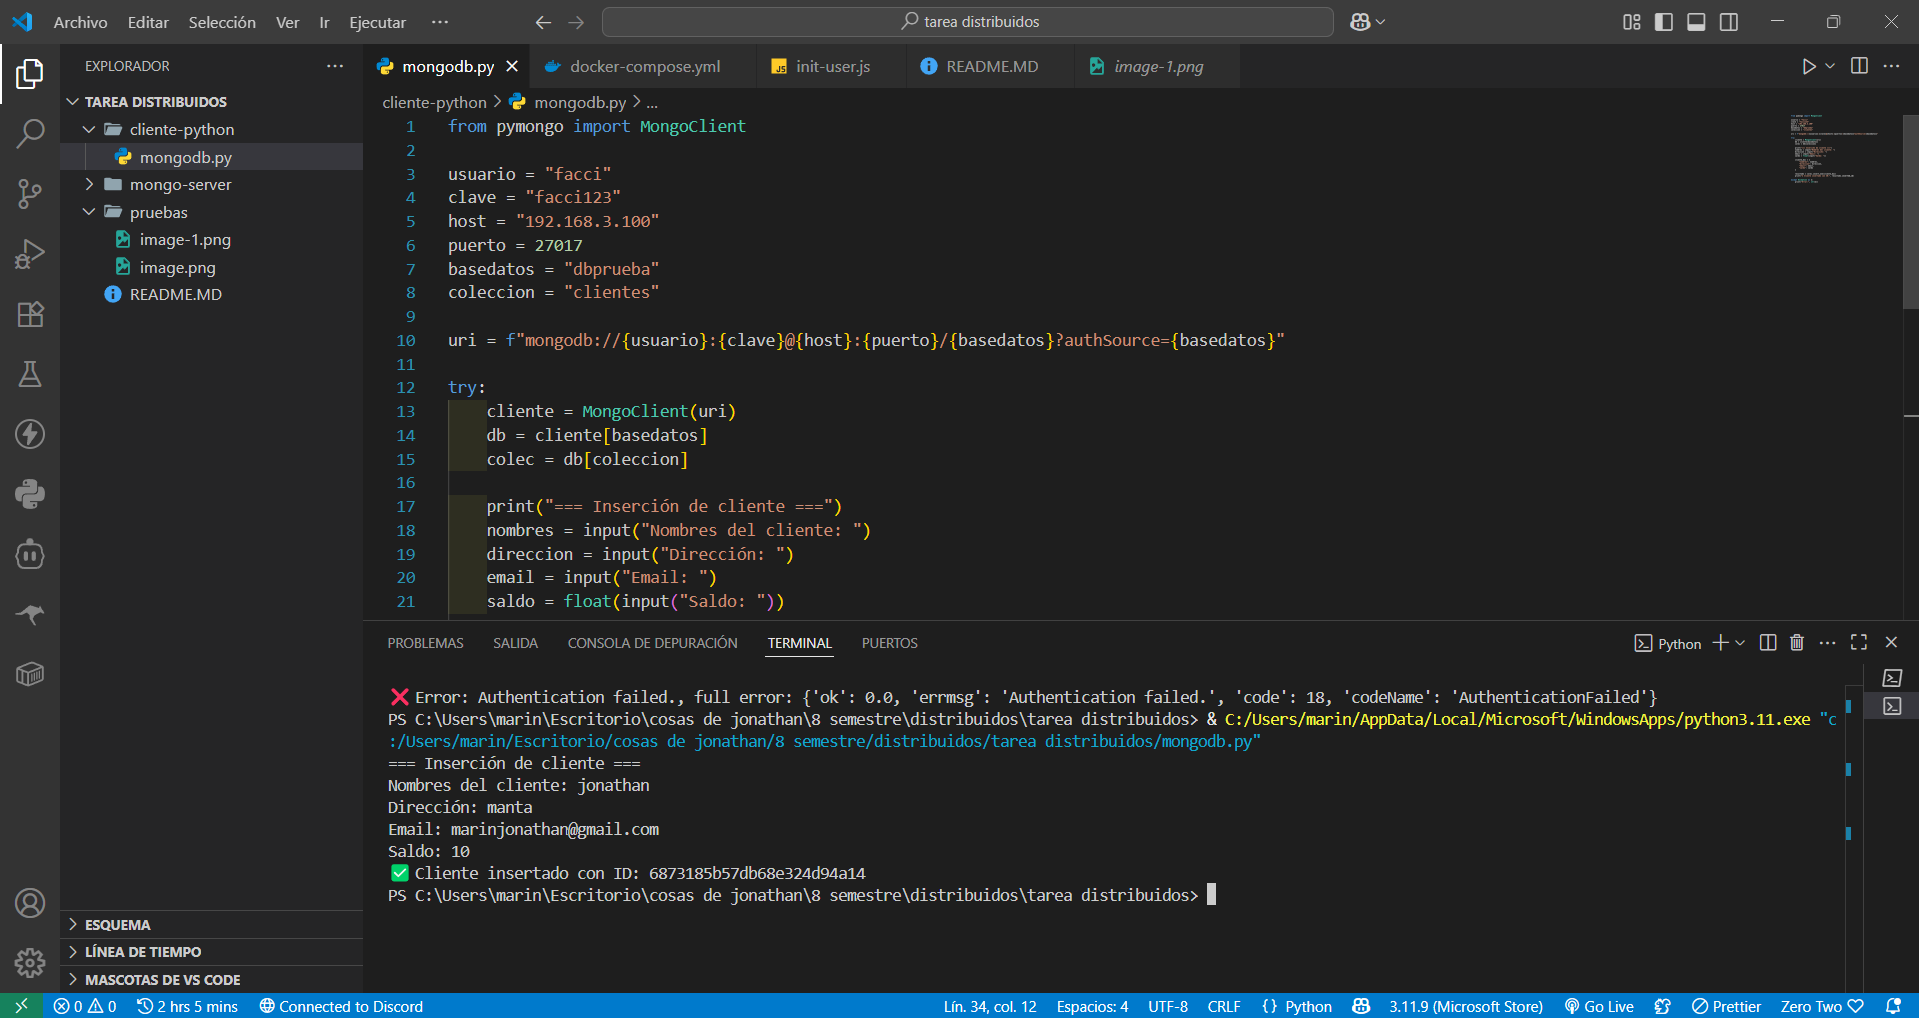 Archivo Editar Selección Ver Ir Ejecutar ··· tarea distribuidos
EXPLORADOR
TAREA DISTRIBUIDOS
cliente-python
mongodb.py
mongo-server
pruebas
image-1.png
image.png
README.MD
ESQUEMA
LÍNEA DE TIEMPO
MASCOTAS DE VS CODE
mongodb.py docker-compose.yml JS init-user.js README.MD image-1.png
cliente-python > mongodb.py > ...
1 from pymongo import MongoClient
2
3 usuario = "facci"
4 clave = "facci123"
5 host = "192.168.3.100"
6 puerto = 27017
7 basedatos = "dbprueba"
8 coleccion = "clientes"
9
10 uri = f"mongodb://{usuario}:{clave}@{host}:{puerto}/{basedatos}?authSource={basedatos}"
11
12 try:
13 cliente = MongoClient(uri)
14 db = cliente[basedatos]
15 colec = db[coleccion]
16
17 print("=== Inserción de cliente ===")
18 nombres = input("Nombres del cliente: ")
19 direccion = input("Dirección: ")
20 email = input("Email: ")
21 saldo = float(input("Saldo: "))
PROBLEMAS SALIDA CONSOLA DE DEPURACIÓN TERMINAL PUERTOS Python
❌ Error: Authentication failed., full error: {'ok': 0.0, 'errmsg': 'Authentication failed.', 'code': 18, 'codeName': 'AuthenticationFailed'}
PS C:\Users\marin\Escritorio\cosas de jonathan\8 semestre\distribuidos\tarea distribuidos> & C:/Users/marin/AppData/Local/Microsoft/WindowsApps/python3.11.exe "c
:/Users/marin/Escritorio/cosas de jonathan/8 semestre/distribuidos/tarea distribuidos/mongodb.py"
=== Inserción de cliente ===
Nombres del cliente: jonathan
Dirección: manta
Email: marinjonathan@gmail.com
Saldo: 10
✅ Cliente insertado con ID: 6873185b57db68e324d94a14
PS C:\Users\marin\Escritorio\cosas de jonathan\8 semestre\distribuidos\tarea distribuidos>
0 0 2 hrs 5 mins Connected to Discord Lín. 34, col. 12 Espacios: 4 UTF-8 CRLF {} Python 3.11.9 (Microsoft Store) Go Live Prettier Zero Two